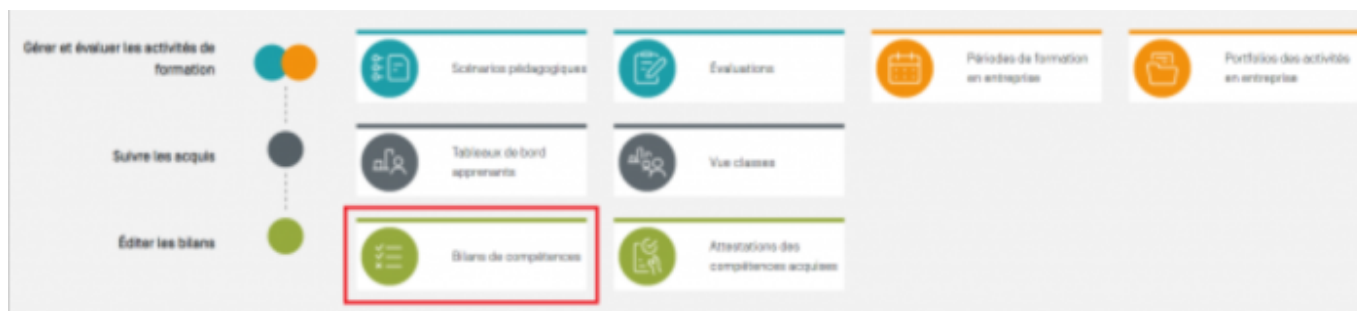 Gérer et évaluer les activités de
formation
Scénarios pédagogiques
Évaluations
Périodes de formation
en entreprise
Portfolios des activités
en entreprise
Suivre les acquis
Tableaux de bord
apprenants
Vue classes
Éditer les bilans
Bilans de compétences
Attestations des
compétences acquises